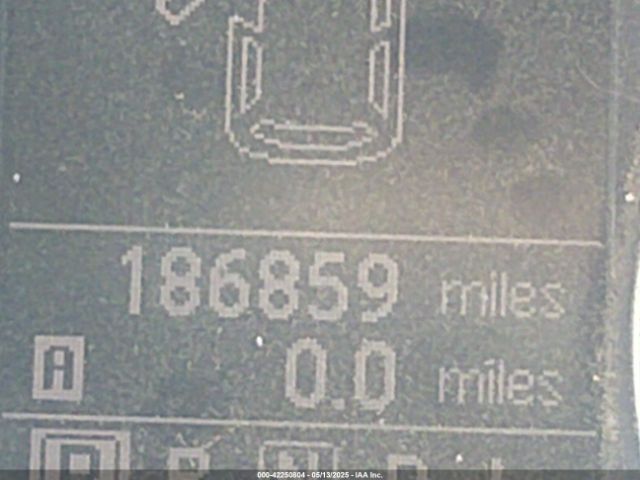 186859 miles
A 0.0 miles
P R N D
000-42250804 - 05/13/2025 - IAA Inc.